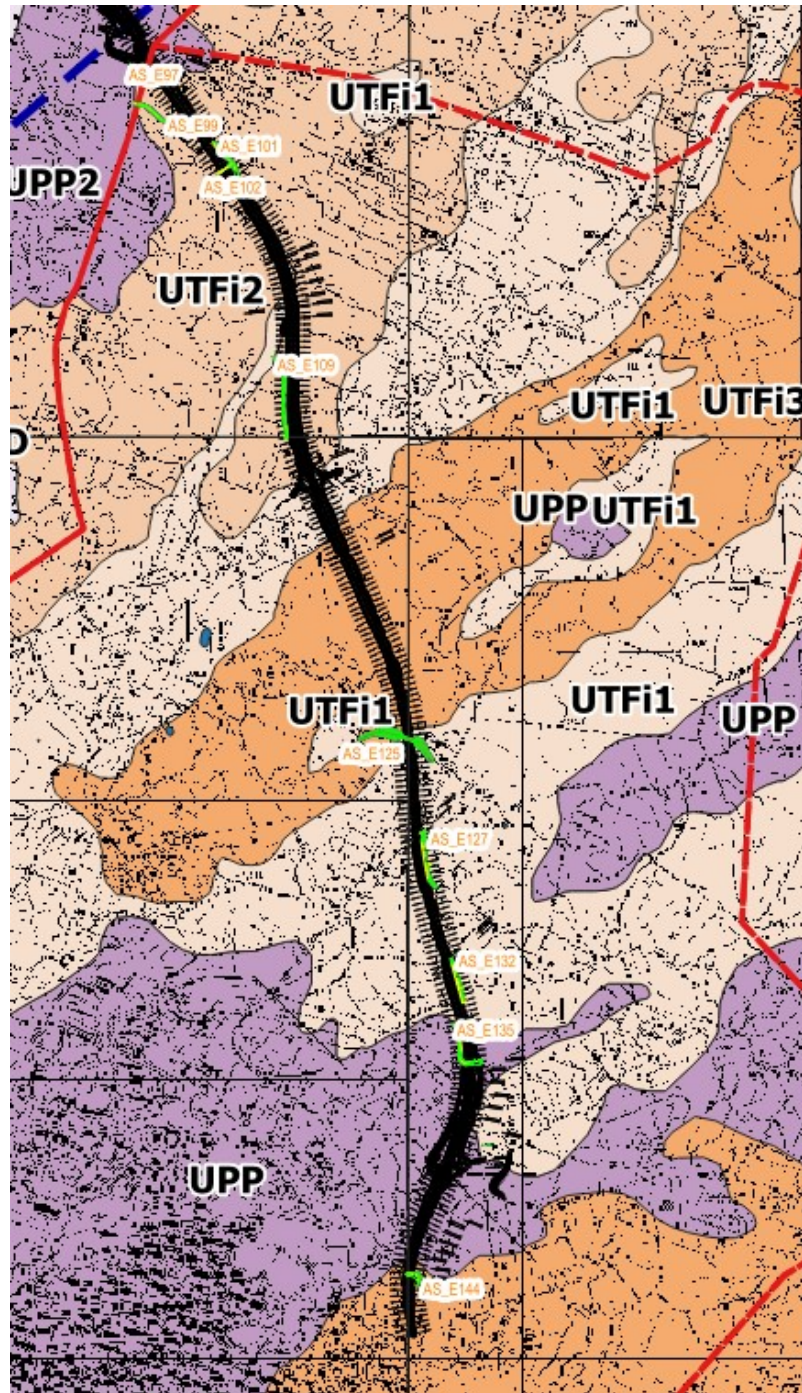 AS_E97
UTFi1
AS_E99
AS_E101
UPP2
AS_E102
UTFi2
AS_E109
UTFi1
UTFi3
D
UPP
UTFi1
UTFi1
UTFi1
UPP
AS_E125
AS_E127
AS_E132
AS_E135
UPP
AS_E144